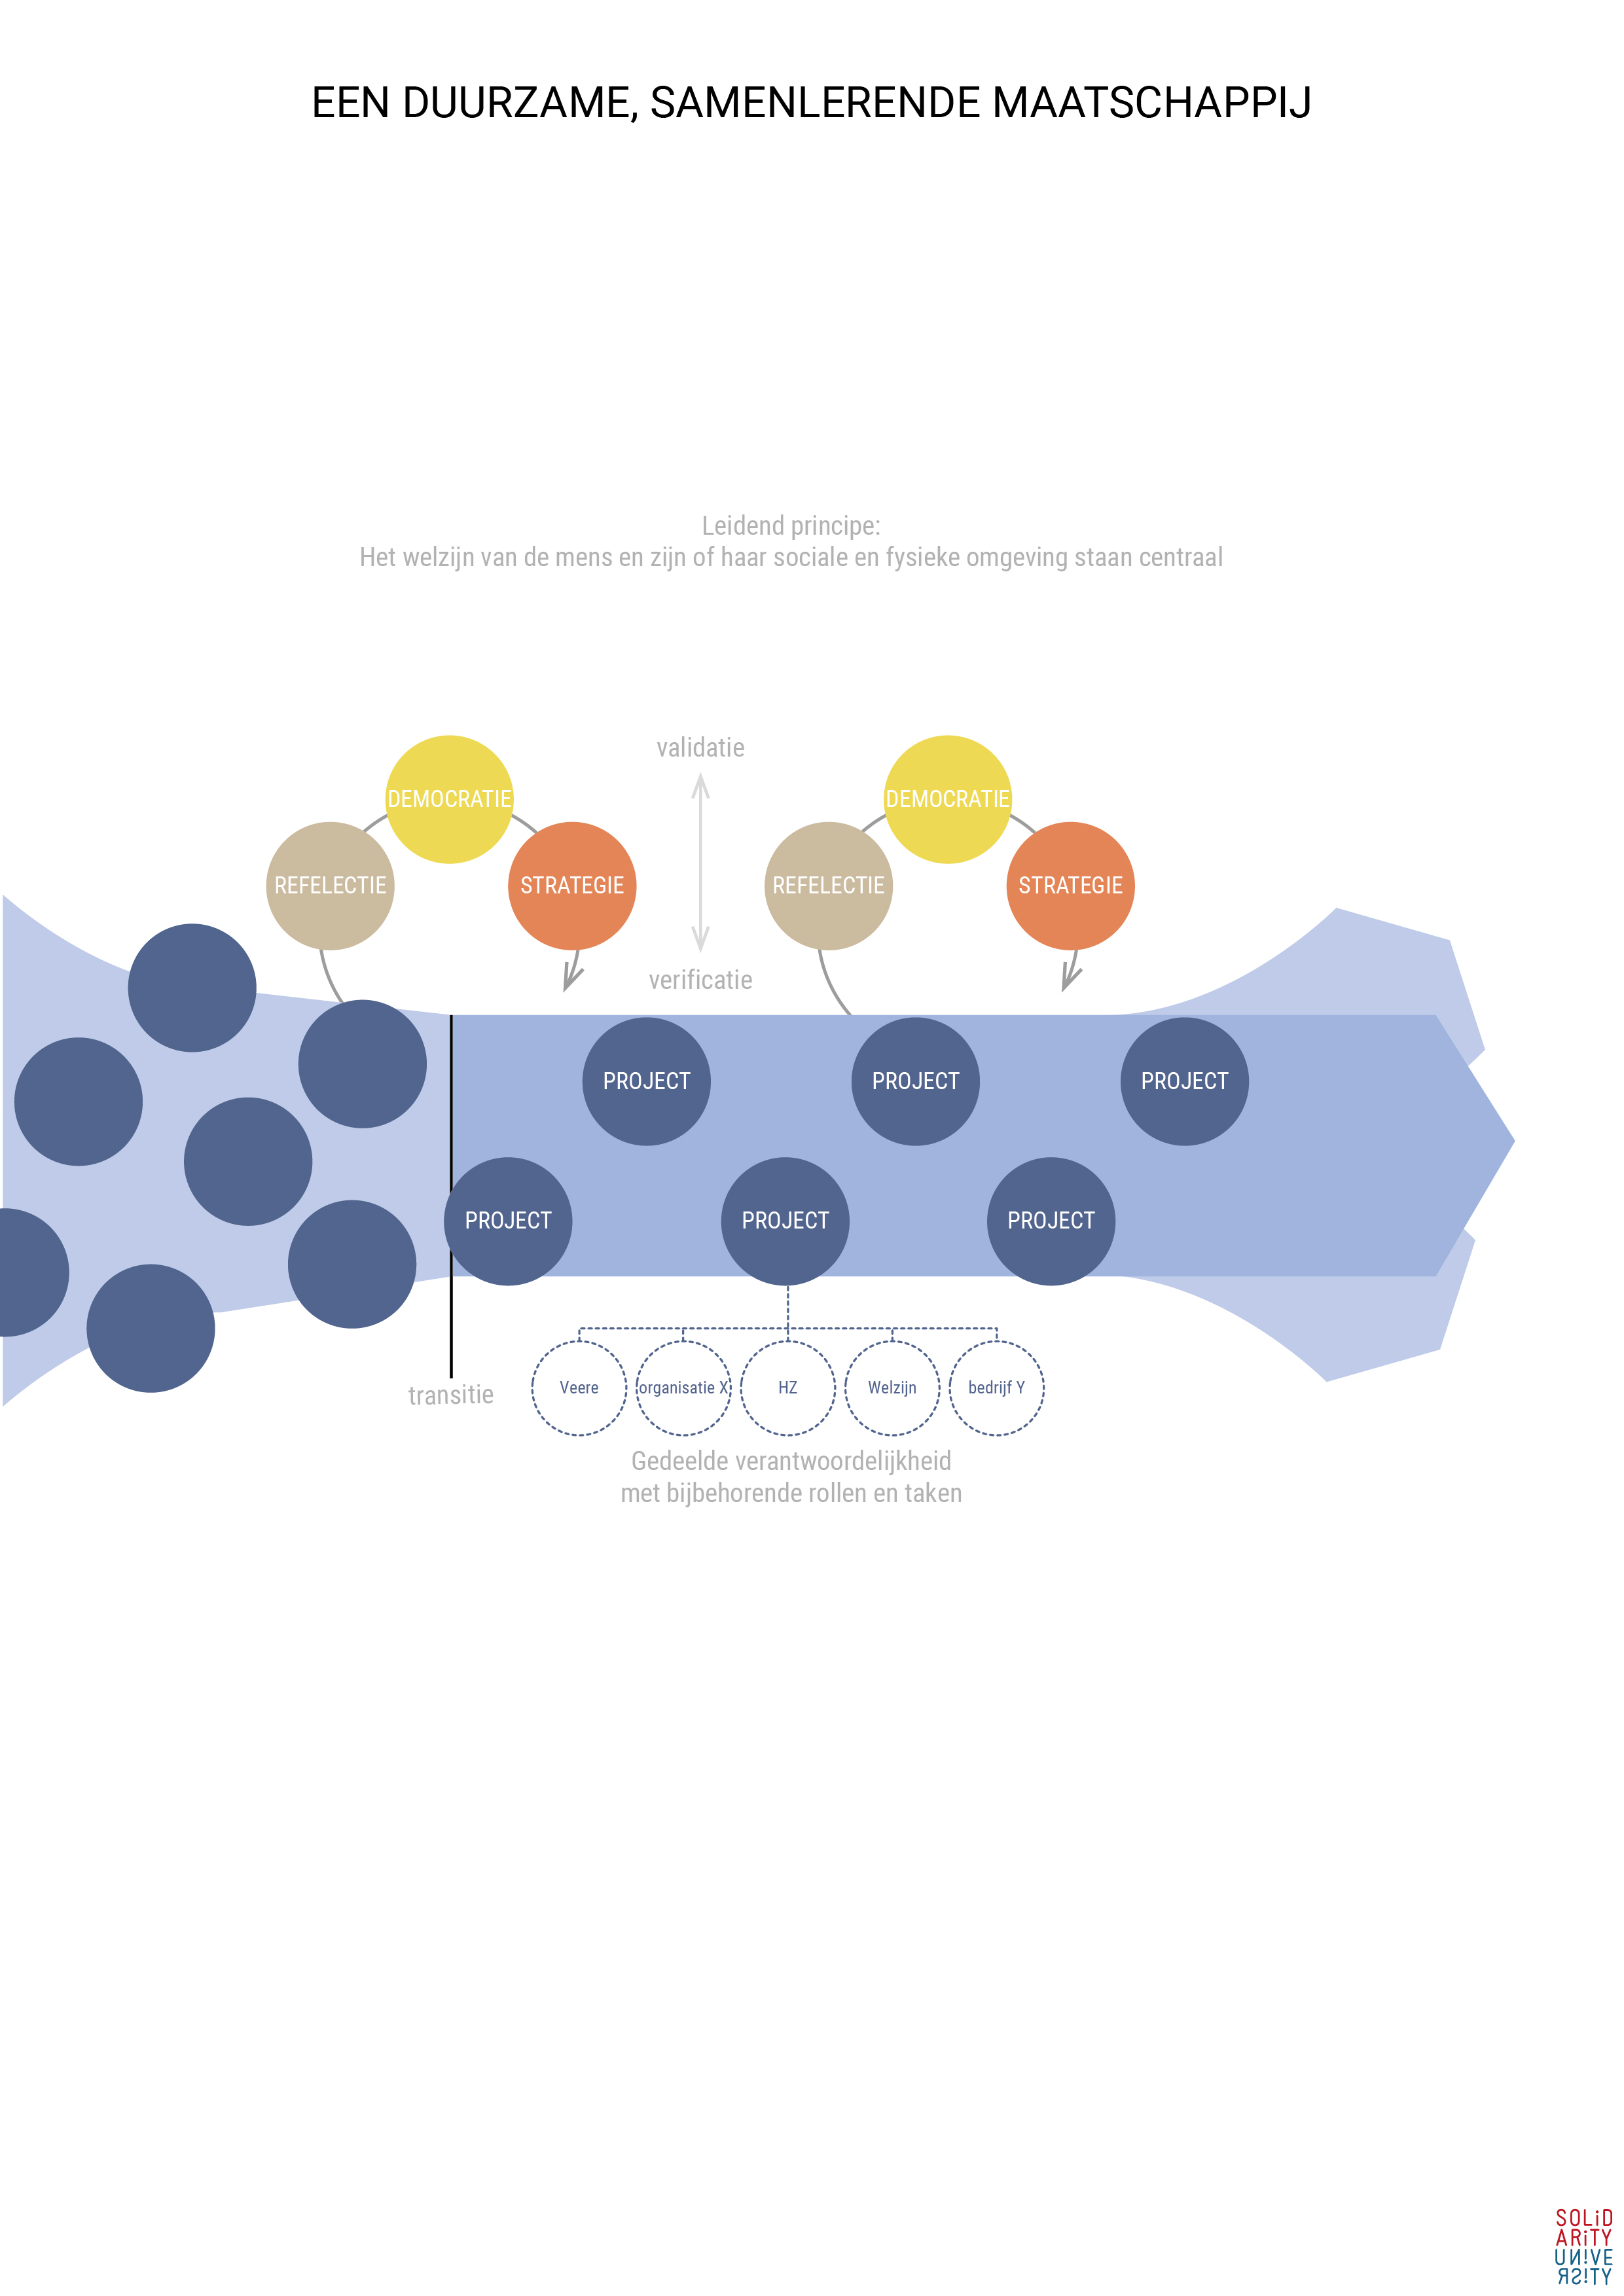 EEN DUURZAME, SAMENLERENDE MAATSCHAPPIJ
Leidend principe:
Het welzijn van de mens en zijn of haar sociale en fysieke omgeving staan centraal
validatie
DEMOCRATIE
DEMOCRATIE
REFELECTIE
STRATEGIE
REFELECTIE
STRATEGIE
verificatie
PROJECT
PROJECT
PROJECT
PROJECT
PROJECT
PROJECT
transitie
Veere
organisatie X
HZ
Welzijn
bedrijf Y
Gedeelde verantwoordelijkheid
met bijbehorende rollen en taken
SOLiD
ARiTY
UN!VE
RS!TY